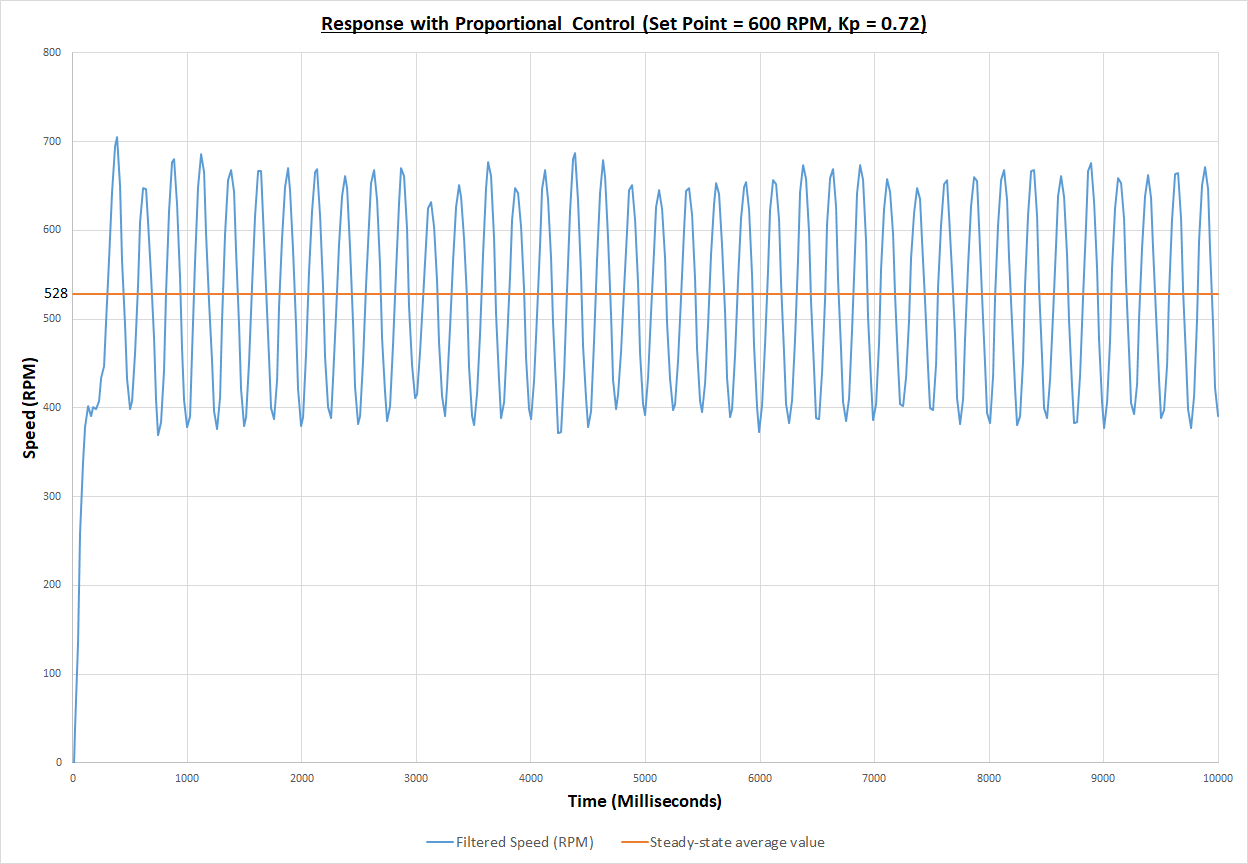 Response with Proportional Control (Set Point = 600 RPM, Kp = 0.72)
800
700
600
528
500
400
300
200
100
0
Speed (RPM)
0 1000 2000 3000 4000 5000 6000 7000 8000 9000 10000
Time (Milliseconds)
Filtered Speed (RPM) Steady-state average value